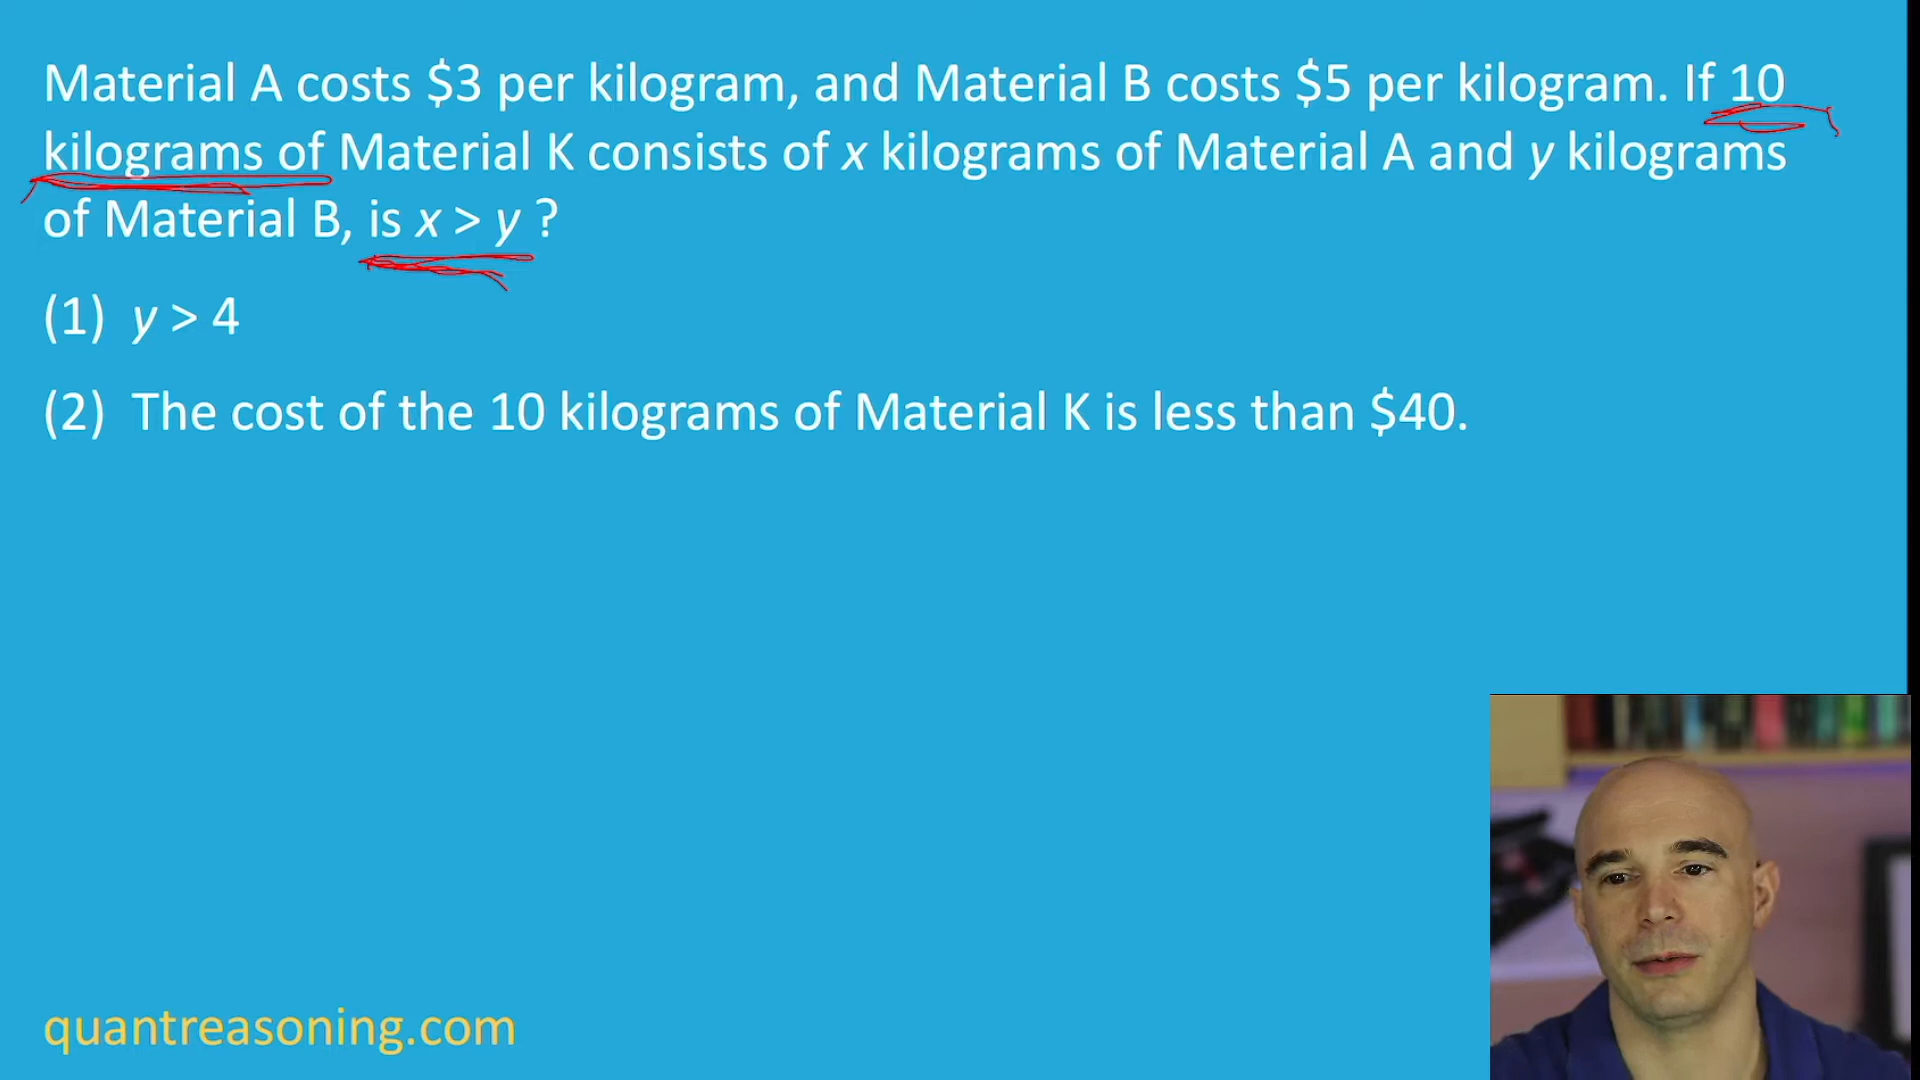 Material A costs $3 per kilogram, and Material B costs $5 per kilogram. If 10
kilograms of Material K consists of x kilograms of Material A and y kilograms
of Material B, is x > y ?
(1) y > 4
(2) The cost of the 10 kilograms of Material K is less than $40.
quantreasoning.com